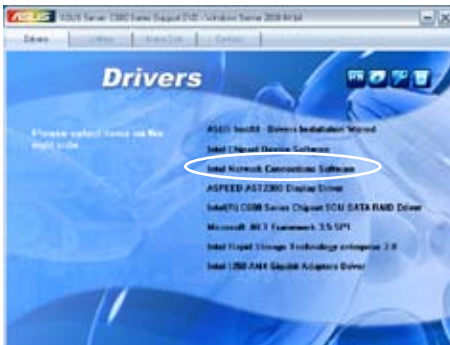 ASUS ASUS Server C600 Series Support DVD - Windows Server 2008 64 bit
Drivers Utilities Make Disk Contact
Drivers
Please select items on the
right side.
ASUS InstAll - Drivers Installation Wizard
Intel Chipset Device Software
Intel Network Connections Software
ASPEED AST2300 Display Driver
Intel(R) C600 Series Chipset SCU SATA RAID Driver
Microsoft .NET Framework 3.5 SP1
Intel Rapid Storage Technology enterprise 3.0
Intel Gigabit Adapters Driver